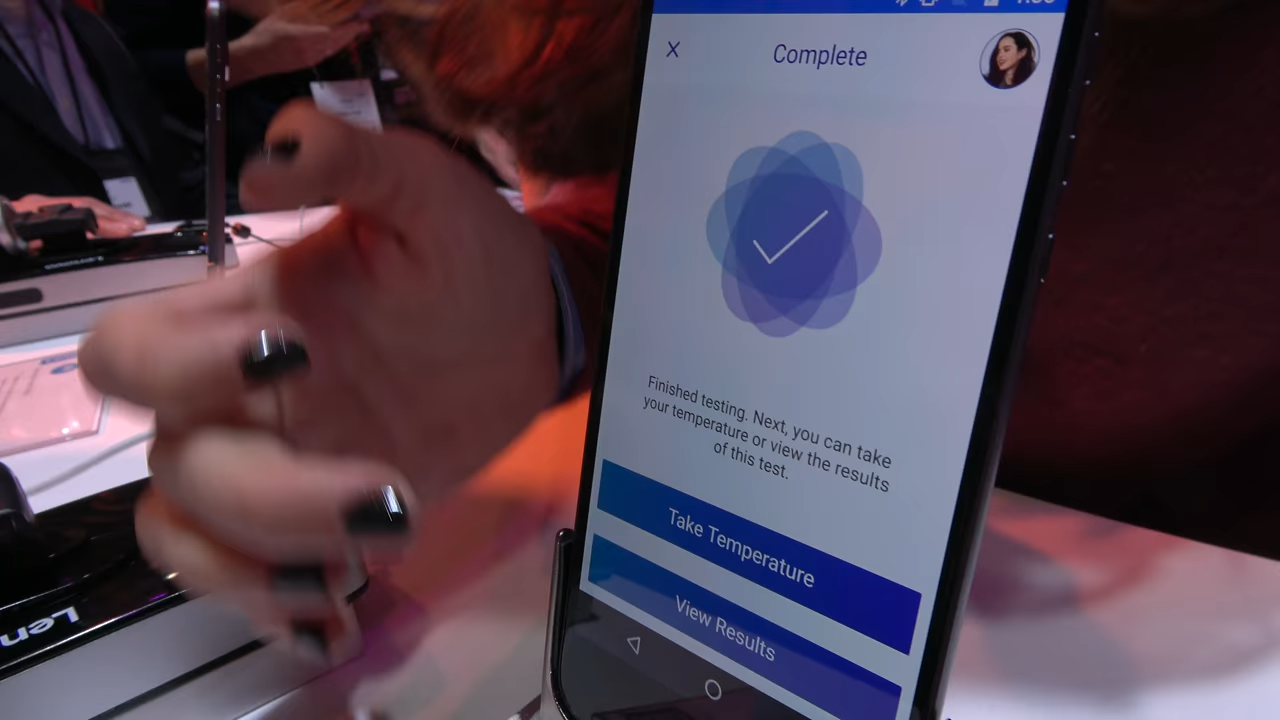 Complete
Finished testing. Next, you can take
your temperature or view the results
of this test.
Take Temperature
View Results
Len